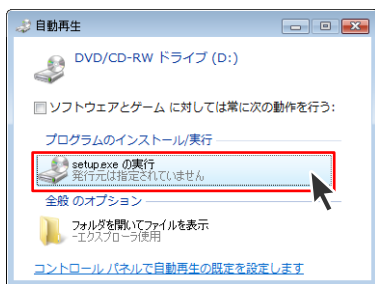 自動再生
DVD/CD-RW ドライブ (D:)
ソフトウェアとゲーム に対しては常に次の動作を行う:
プログラムのインストール/実行
setup.exe の実行
発行元は指定されていません
全般 のオプション
フォルダを開いてファイルを表示
-エクスプローラ使用
コントロール パネルで自動再生の既定を設定します